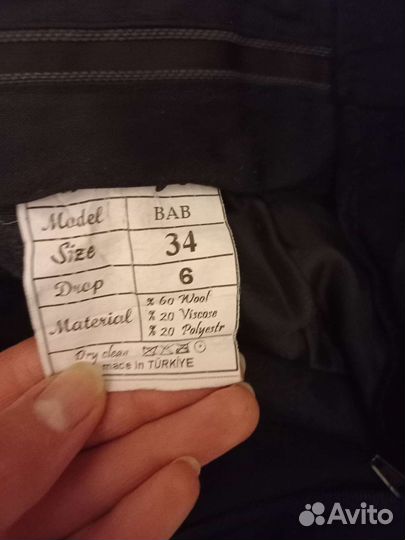 Model BAB
Size 34
Drop 6
Material % 60 Wool
% 20 Viscose
% 20 Polyestr
Dry clean
made in TÜRKİYE
Avito